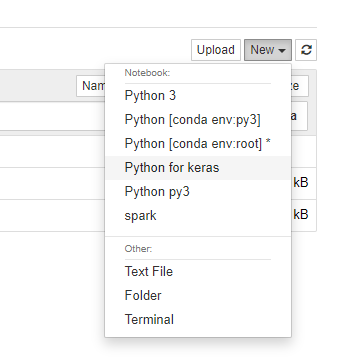 Upload New
Nam ze
Notebook:
Python 3 a
Python [conda env:py3]
Python [conda env:root] *
Python for keras
Python py3 kB
spark kB
Other:
Text File
Folder
Terminal